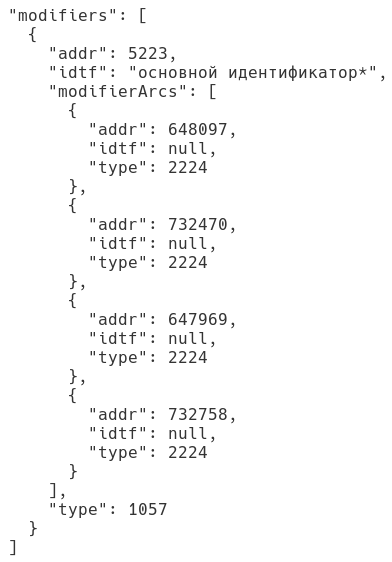 "modifiers": [
  {
    "addr": 5223,
    "idtf": "основной идентификатор*",
    "modifierArcs": [
      {
        "addr": 648097,
        "idtf": null,
        "type": 2224
      },
      {
        "addr": 732470,
        "idtf": null,
        "type": 2224
      },
      {
        "addr": 647969,
        "idtf": null,
        "type": 2224
      },
      {
        "addr": 732758,
        "idtf": null,
        "type": 2224
      }
    ],
    "type": 1057
  }
]